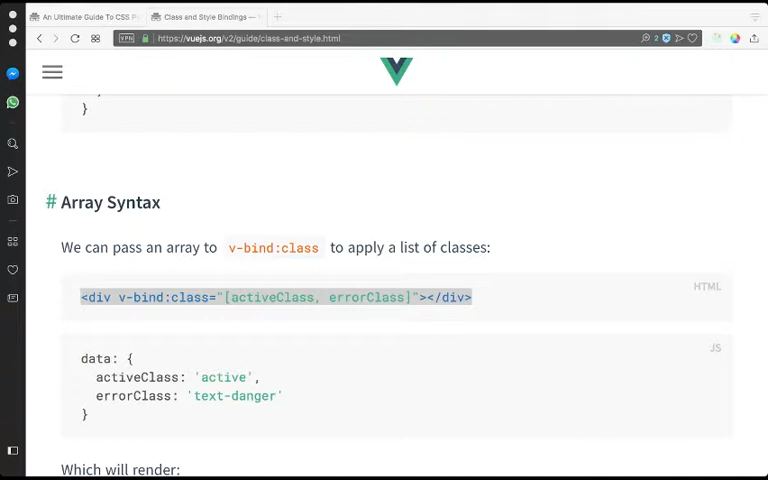 An Ultimate Guide To CSS P
Class and Style Bindings —
VPN https://vuejs.org/v2/guide/class-and-style.html 2
}
# Array Syntax
We can pass an array to v-bind:class to apply a list of classes:
HTML
<div v-bind:class="[activeClass, errorClass]"></div>
JS
data: {
activeClass: 'active',
errorClass: 'text-danger'
}
Which will render: